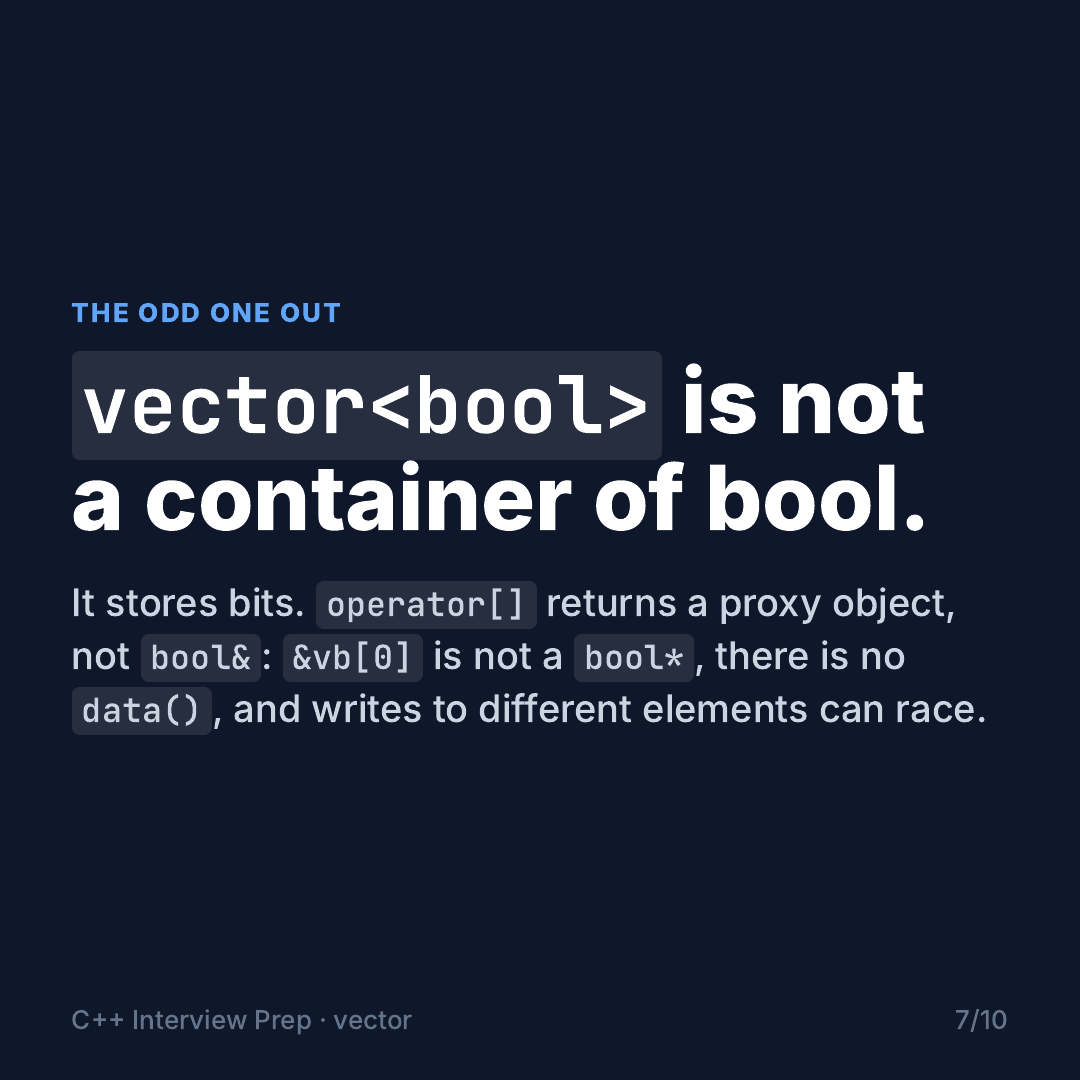 THE ODD ONE OUT
vector<bool> is not
a container of bool.
It stores bits. operator[] returns a proxy object,
not bool&: &vb[0] is not a bool*, there is no
data(), and writes to different elements can race.
C++ Interview Prep · vector
7/10